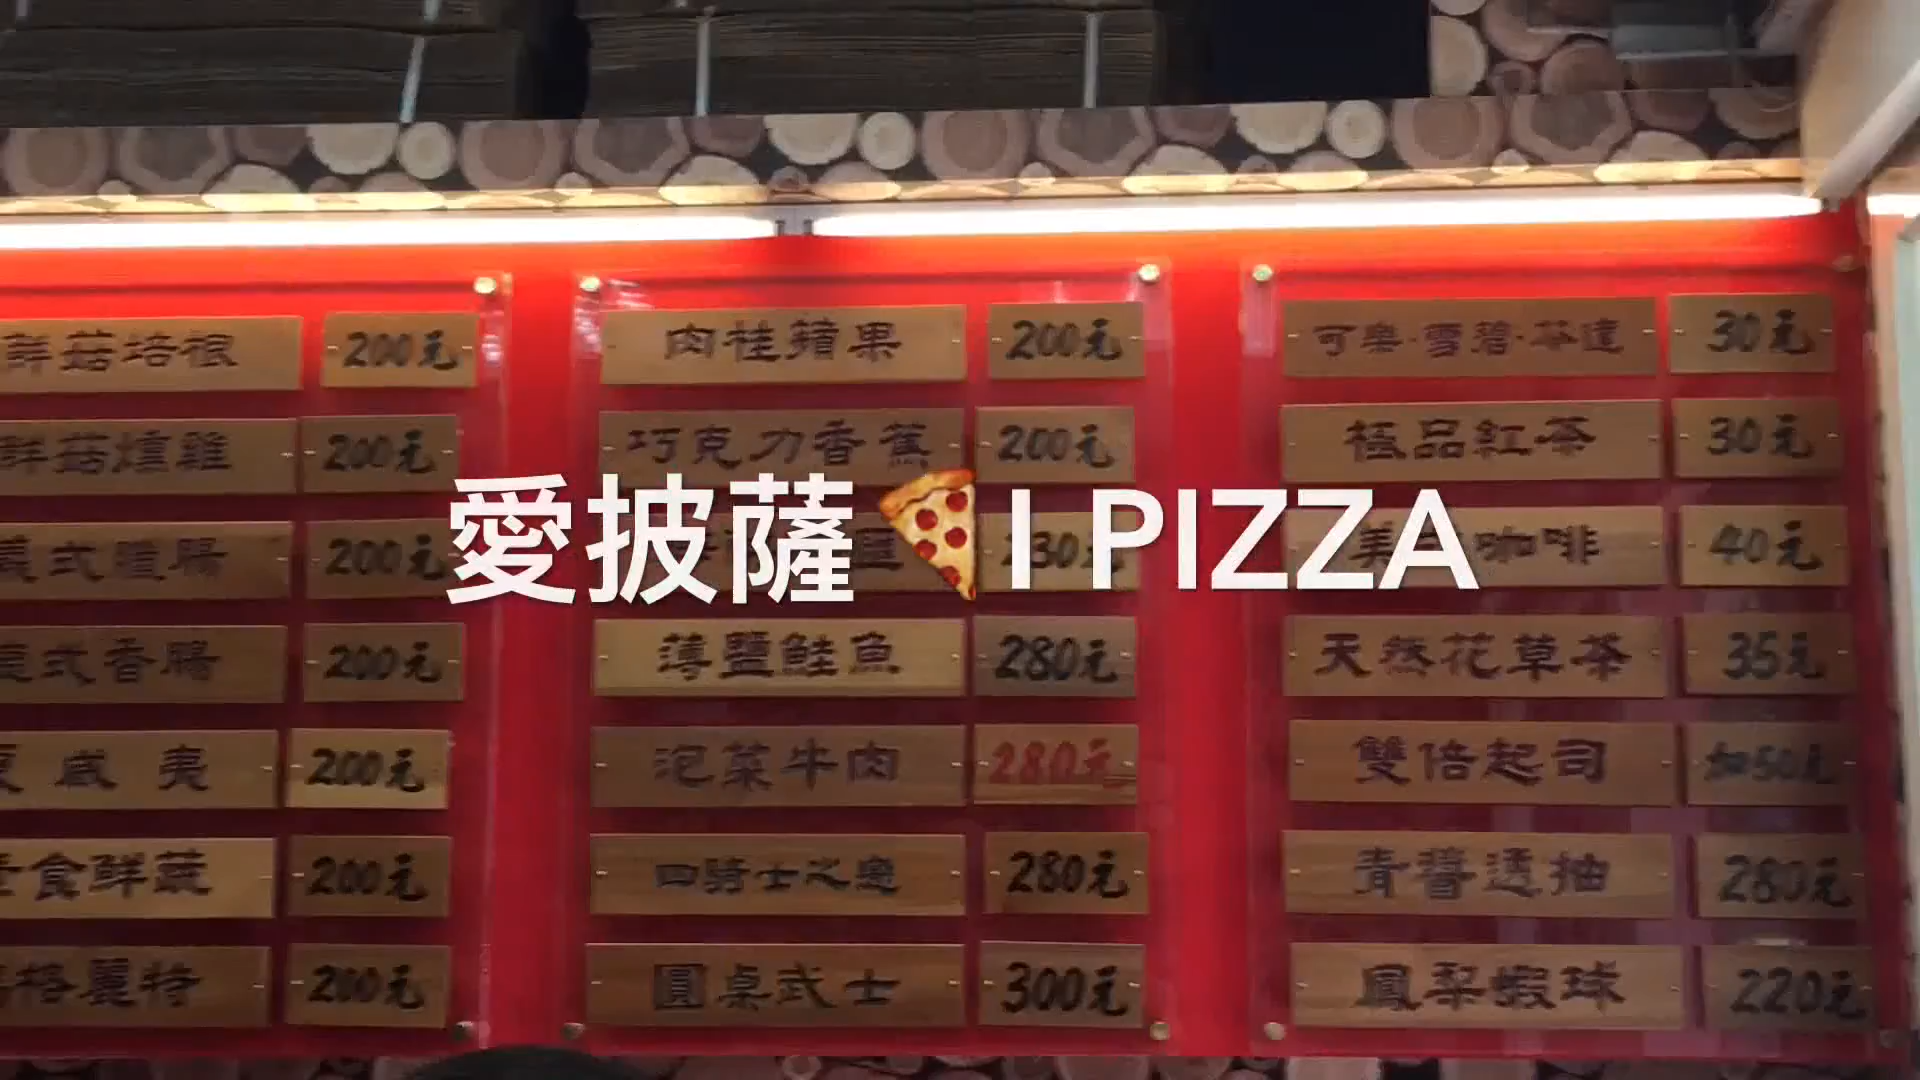 鮮菇培根 200元
鮮菇燻雞 200元
式臘腸 200元
式香腸 200元
夏威夷 200元
素食鮮蔬 200元
格麗特 200元
肉桂蘋果 200元
巧克力香蕉 200元
230
薄鹽鮭魚 280元
泡菜牛肉 280元
四騎士之戀 280元
圓桌武士 300元
可樂·雪碧·芬達 30元
極品紅茶 30元
美 咖啡 40元
天然花草茶 35元
雙倍起司 加50元
青醬透抽 280元
鳳梨蝦球 220元
愛披薩🍕I PIZZA